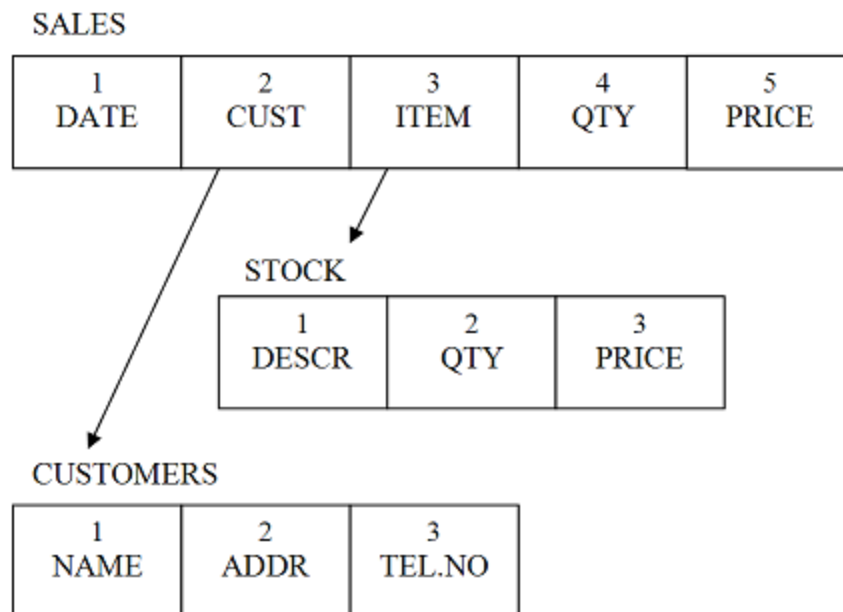 SALES
1 2 3 4 5
DATE CUST ITEM QTY PRICE
STOCK
1 2 3
DESCR QTY PRICE
CUSTOMERS
1 2 3
NAME ADDR TEL.NO